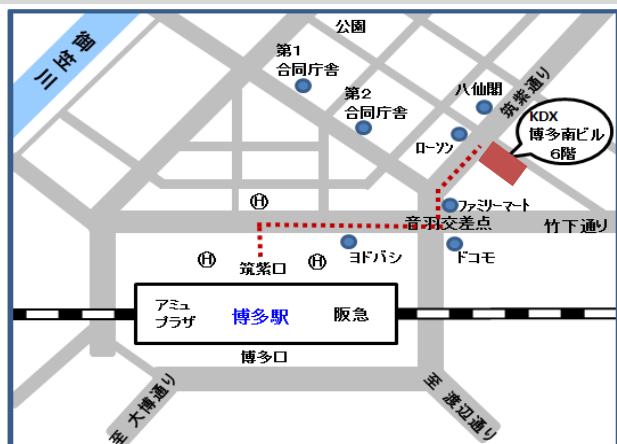 公園
御笠川
第1
合同庁舎
第2
合同庁舎
八仙閣
筑紫通り
ローソン
KDX
博多南ビル
6階
Ⓗ
ファミリーマート
音羽交差点
竹下通り
Ⓗ
筑紫口
Ⓗ
ヨドバシ
ドコモ
アミュ
プラザ
博多駅
阪急
博多口
至 大博通り
至 渡辺通り